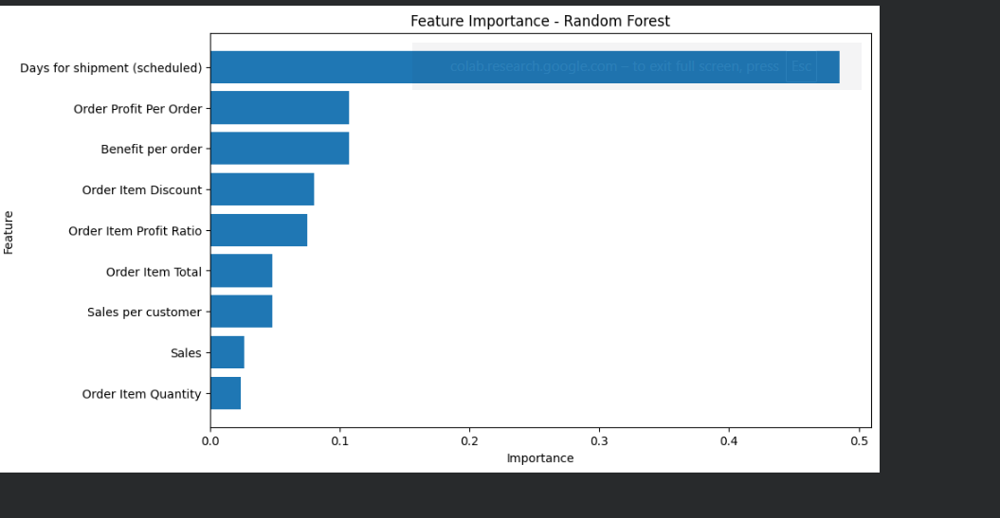 Feature Importance - Random Forest
Days for shipment (scheduled)
colab.research.google.com – to exit full screen, press Esc
Order Profit Per Order
Benefit per order
Order Item Discount
Order Item Profit Ratio
Order Item Total
Sales per customer
Sales
Order Item Quantity
Feature
0.0 0.1 0.2 0.3 0.4 0.5
Importance